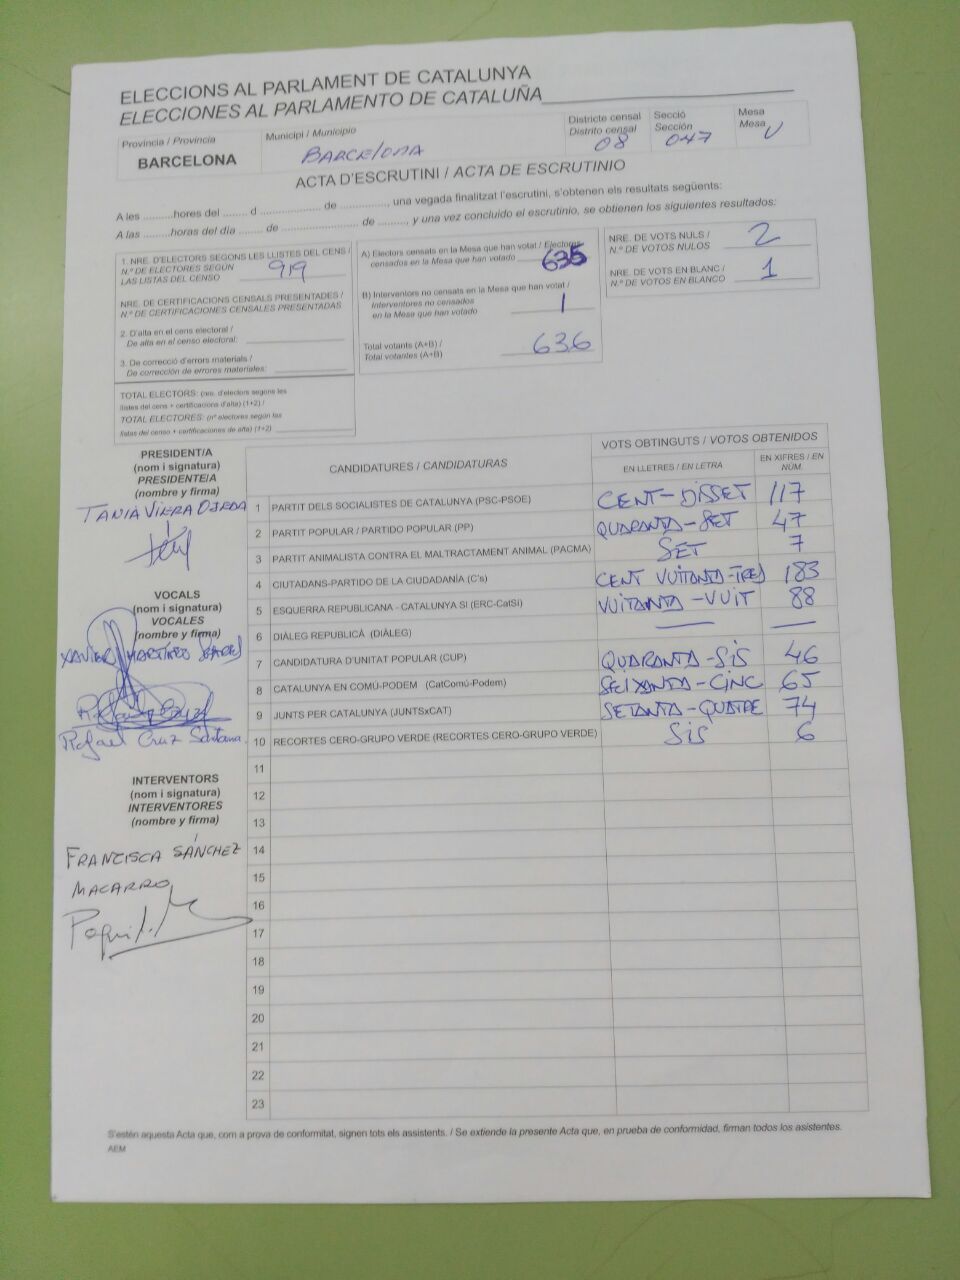 ELECCIONS AL PARLAMENT DE CATALUNYA
ELECCIONES AL PARLAMENTO DE CATALUÑA
Província / Provincia
BARCELONA
Municipi / Municipio
BARCELONA
Districte censal
Distrito censal
08
Secció
Sección
047
Mesa
Mesa
U
ACTA D'ESCRUTINI / ACTA DE ESCRUTINIO
A les ..........hores del ........ d .................... de ..............., una vegada finalitzat l'escrutini, s'obtenen els resultats següents:
A las .........horas del día ....... de ........................... de ........, y una vez concluido el escrutinio, se obtienen los siguientes resultados:
1. NRE. D'ELECTORS SEGONS LES LLISTES DEL CENS /
N.º DE ELECTORES SEGÚN
LAS LISTAS DEL CENSO 919
NRE. DE CERTIFICACIONS CENSALS PRESENTADES /
N.º DE CERTIFICACIONES CENSALES PRESENTADAS
2. D'alta en el cens electoral /
De alta en el censo electoral:
3. De correcció d'errors materials /
De corrección de errores materiales:
TOTAL ELECTORS: (nre. d'electors segons les
llistes del cens + certificacions d'alta) (1+2) /
TOTAL ELECTORES: (nº electores según las
listas del censo + certificaciones de alta) (1+2)
A) Electors censats en la Mesa que han votat / Electores
censados en la Mesa que han votado 635
B) Interventors no censats en la Mesa que han votat /
Interventores no censados
en la Mesa que han votado 1
Total votants (A+B) /
Total votantes (A+B) 636
NRE. DE VOTS NULS /
N.º DE VOTOS NULOS 2
NRE. DE VOTS EN BLANC /
N.º DE VOTOS EN BLANCO 1
PRESIDENT/A
(nom i signatura)
PRESIDENTE/A
(nombre y firma)
TANIA VIERA OJEDA
VOCALS
(nom i signatura)
VOCALES
(nombre y firma)
XAVIER MARTÍNEZ
Rafael Cruz Santana
INTERVENTORS
(nom i signatura)
INTERVENTORES
(nombre y firma)
FRANCISCA SÁNCHEZ
MACARRO
CANDIDATURES / CANDIDATURAS
VOTS OBTINGUTS / VOTOS OBTENIDOS
EN LLETRES / EN LETRA
EN XIFRES / EN NÚM.
1 PARTIT DELS SOCIALISTES DE CATALUNYA (PSC-PSOE) CENT-DISSET 117
2 PARTIT POPULAR / PARTIDO POPULAR (PP) QUARANTA-SET 47
3 PARTIT ANIMALISTA CONTRA EL MALTRACTAMENT ANIMAL (PACMA) SET 7
4 CIUTADANS-PARTIDO DE LA CIUDADANÍA (C's) CENT VUITANTA-TRES 183
5 ESQUERRA REPUBLICANA - CATALUNYA SÍ (ERC-CatSí) VUITANTA-VUIT 88
6 DIÀLEG REPUBLICÀ (DIÀLEG) — —
7 CANDIDATURA D'UNITAT POPULAR (CUP) QUARANTA-SIS 46
8 CATALUNYA EN COMÚ-PODEM (CatComú-Podem) SEIXANTA-CINC 65
9 JUNTS PER CATALUNYA (JUNTSxCAT) SETANTA-QUATRE 74
10 RECORTES CERO-GRUPO VERDE (RECORTES CERO-GRUPO VERDE) SIS 6
11
12
13
14
15
16
17
18
19
20
21
22
23
S'estén aquesta Acta que, com a prova de conformitat, signen tots els assistents. / Se extiende la presente Acta que, en prueba de conformidad, firman todos los asistentes.
AEM